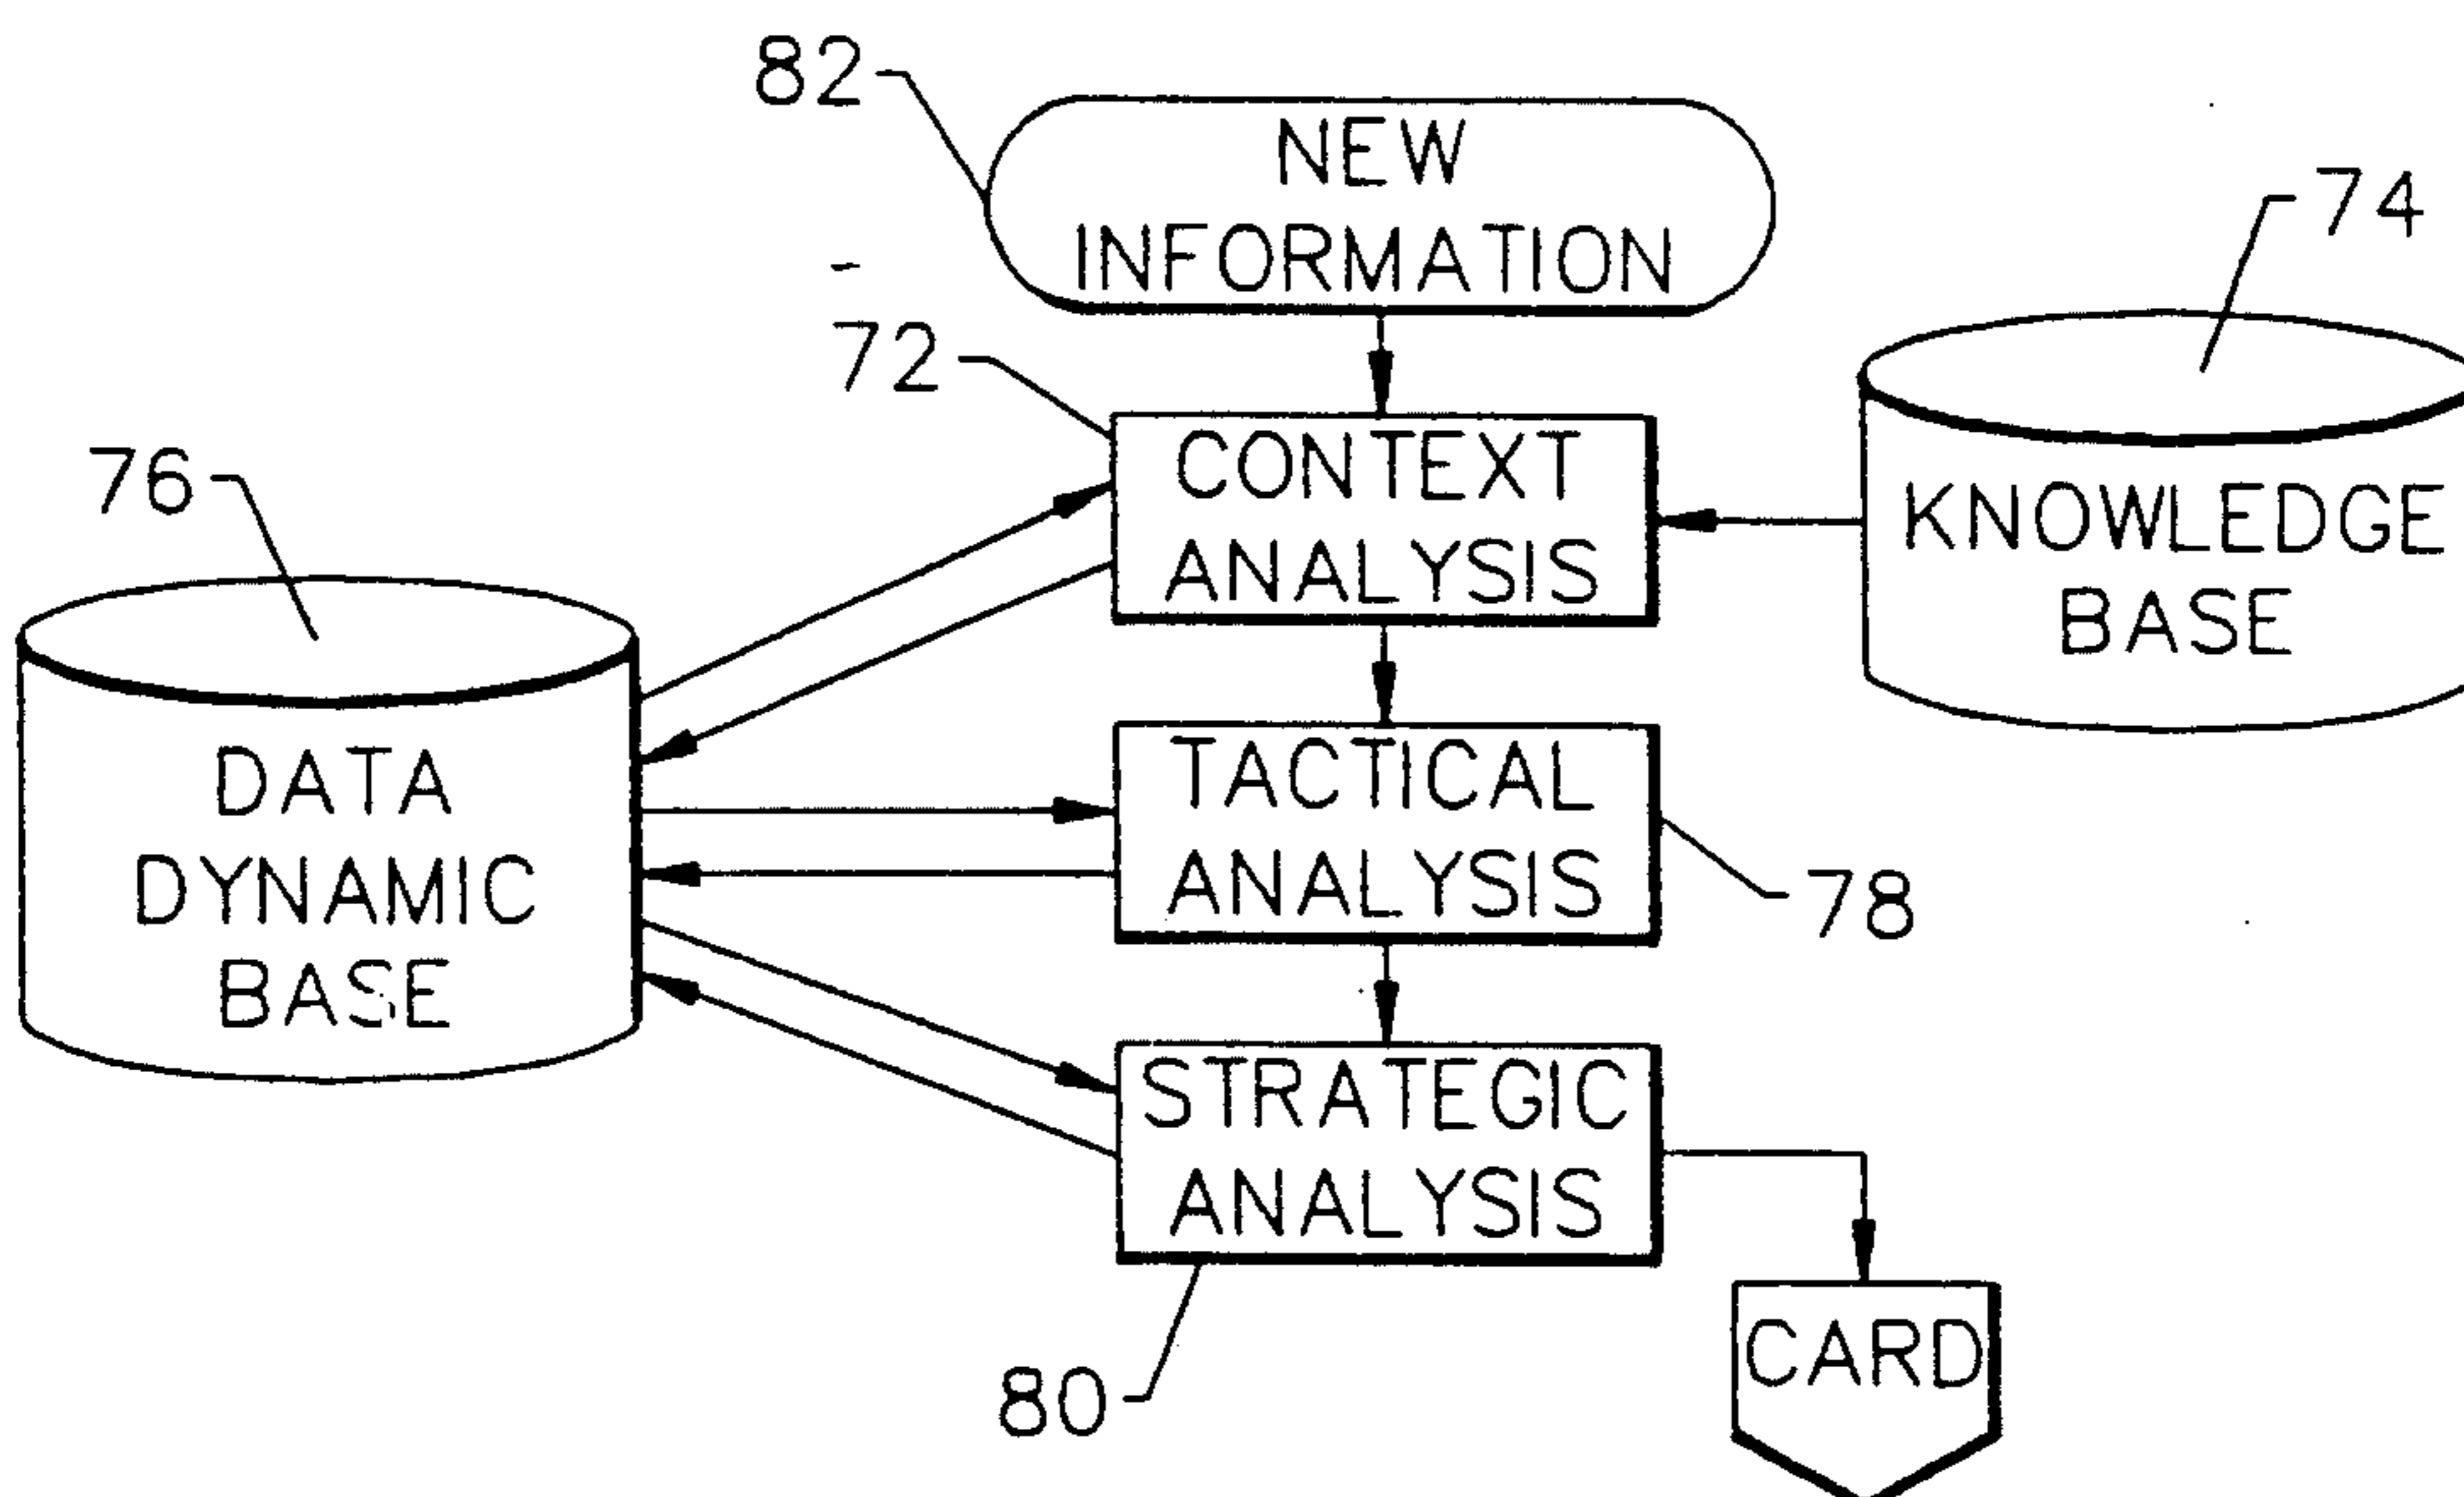 82
NEW
INFORMATION
74
72
CONTEXT
ANALYSIS
KNOWLEDGE
BASE
76
DATA
DYNAMIC
BASE
TACTICAL
ANALYSIS
78
STRATEGIC
ANALYSIS
80
CARD